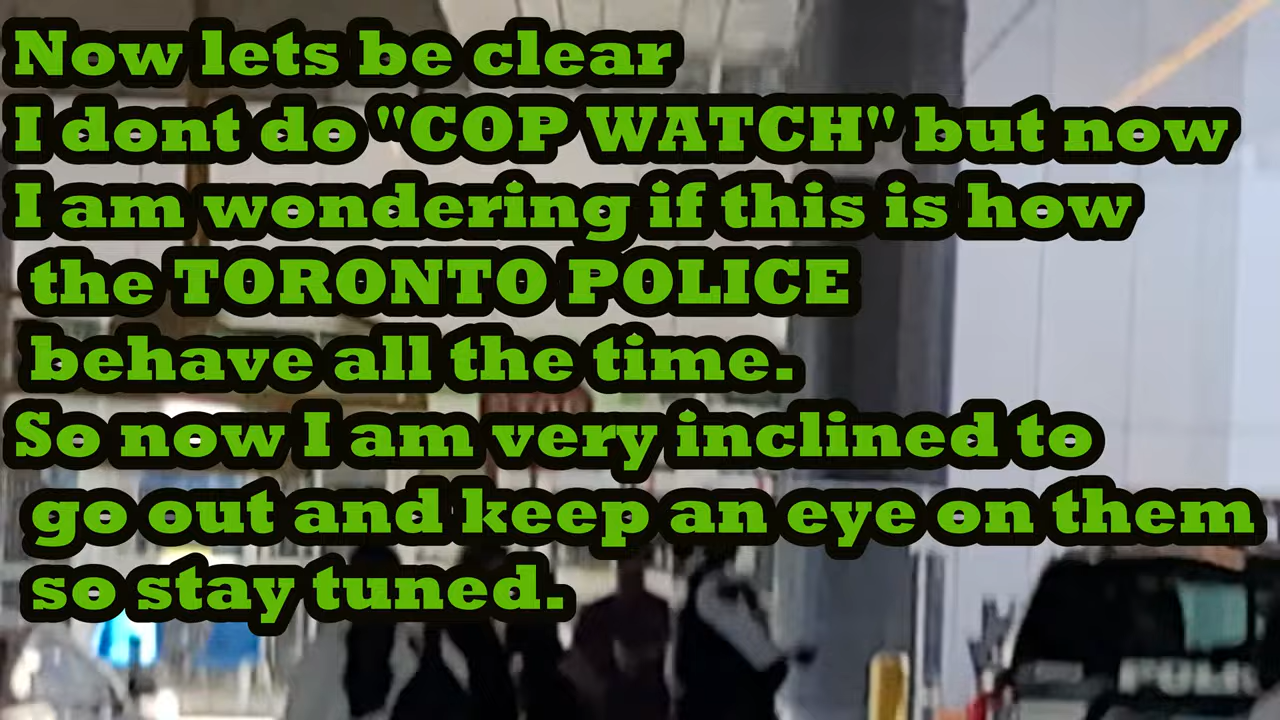 Now lets be clear
I dont do "COP WATCH" but now
I am wondering if this is how
the TORONTO POLICE
behave all the time.
So now I am very inclined to
go out and keep an eye on them
so stay tuned.